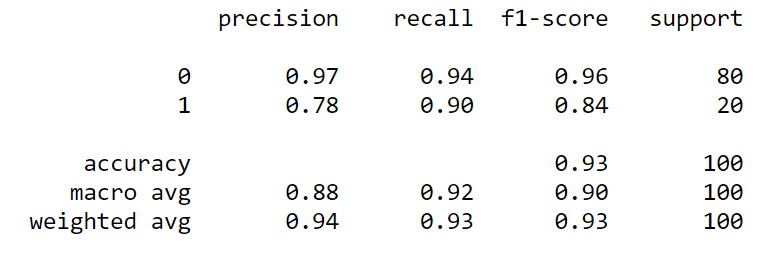 precision recall f1-score support
0 0.97 0.94 0.96 80
1 0.78 0.90 0.84 20
accuracy 0.93 100
macro avg 0.88 0.92 0.90 100
weighted avg 0.94 0.93 0.93 100